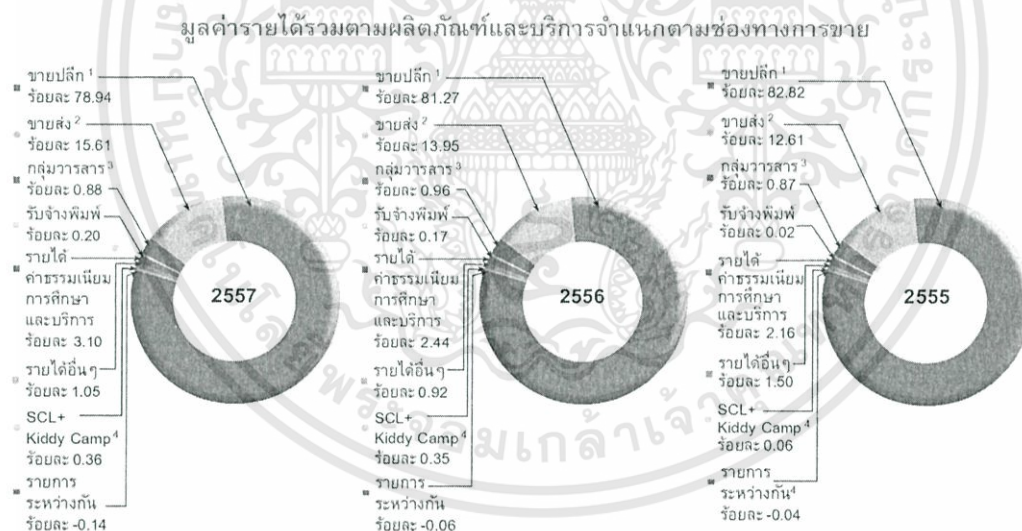 มูลค่ารายได้รวมตามผลิตภัณฑ์และบริการจำแนกตามช่องทางการขาย
ขายปลีก 1
ร้อยละ 78.94
ขายส่ง 2
ร้อยละ 15.61
กลุ่มวารสาร 3
ร้อยละ 0.88
รับจ้างพิมพ์
ร้อยละ 0.20
รายได้
ค่าธรรมเนียม
การศึกษา
และบริการ
ร้อยละ 3.10
รายได้อื่นๆ
ร้อยละ 1.05
SCL+
Kiddy Camp 4
ร้อยละ 0.36
รายการ
ระหว่างกัน
ร้อยละ -0.14
2557
ขายปลีก 1
ร้อยละ 81.27
ขายส่ง 2
ร้อยละ 13.95
กลุ่มวารสาร 3
ร้อยละ 0.96
รับจ้างพิมพ์
ร้อยละ 0.17
รายได้
ค่าธรรมเนียม
การศึกษา
และบริการ
ร้อยละ 2.44
รายได้อื่นๆ
ร้อยละ 0.92
SCL+
Kiddy Camp 4
ร้อยละ 0.35
รายการ
ระหว่างกัน
ร้อยละ -0.06
2556
ขายปลีก 1
ร้อยละ 82.82
ขายส่ง 2
ร้อยละ 12.61
กลุ่มวารสาร 3
ร้อยละ 0.87
รับจ้างพิมพ์
ร้อยละ 0.02
รายได้
ค่าธรรมเนียม
การศึกษา
และบริการ
ร้อยละ 2.16
รายได้อื่นๆ
ร้อยละ 1.50
SCL+
Kiddy Camp 4
ร้อยละ 0.06
รายการ
ระหว่างกัน 4
ร้อยละ -0.04
2555